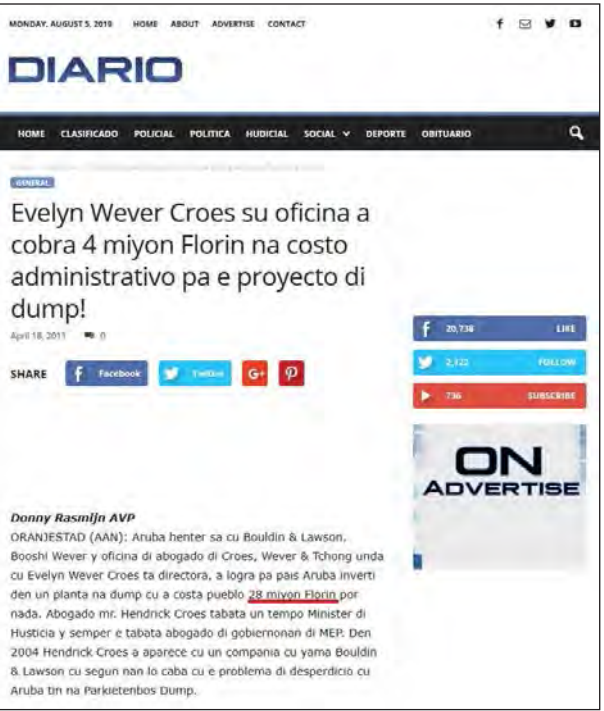 MONDAY, AUGUST 5, 2019 HOME ABOUT ADVERTISE CONTACT
DIARIO
HOME CLASIFICADO POLICIAL POLITICA HUDICIAL SOCIAL DEPORTE OBITUARIO
GENERAL
Evelyn Wever Croes su oficina a
cobra 4 miyon Florin na costo
administrativo pa e proyecto di
dump!
April 18, 2011 0
SHARE Facebook Twitter G+
20,738 LIKE
FOLLOW
736 SUBSCRIBE
ON
ADVERTISE
Donny Rasmijn AVP
ORANJESTAD (AAN): Aruba henter sa cu Bouldin & Lawson,
Booshi Wever y oficina di abogado di Croes, Wever & Tchong unda
cu Evelyn Wever Croes ta directora, a logra pa pais Aruba inverti
den un planta na dump cu a costa pueblo 28 miyon Florin por
nada. Abogado mr. Hendrick Croes tabata un tempo Minister di
Husticia y semper e tabata abogado di gobiernonan di MEP. Den
2004 Hendrick Croes a aparece cu un compania cu yama Bouldin
& Lawson cu segun nan lo caba cu e problema di desperdicio cu
Aruba tin na Parkietenbos Dump.